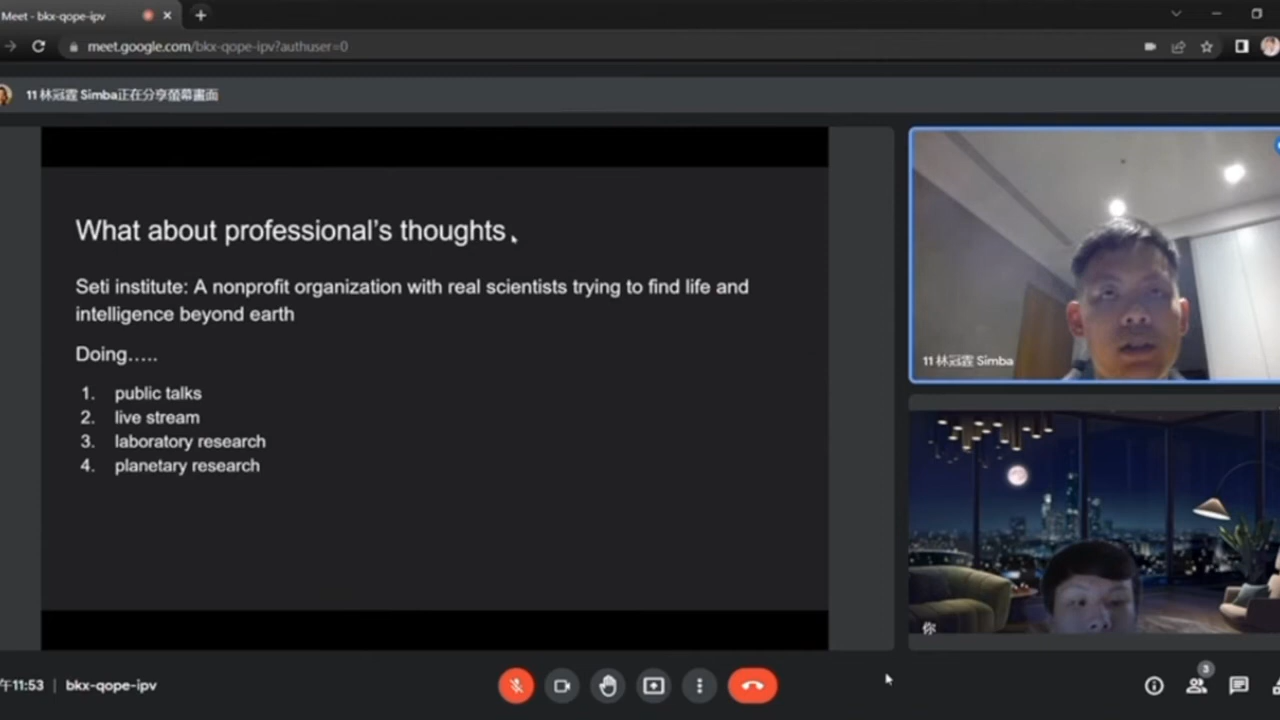 Meet - bkx-qope-ipv
meet.google.com/bkx-qope-ipv?authuser=0
11 林冠霆 Simba正在分享螢幕畫面
What about professional's thoughts
Seti institute: A nonprofit organization with real scientists trying to find life and
intelligence beyond earth
Doing.....
1. public talks
2. live stream
3. laboratory research
4. planetary research
11 林冠霆 Simba
你
午11:53 | bkx-qope-ipv
3